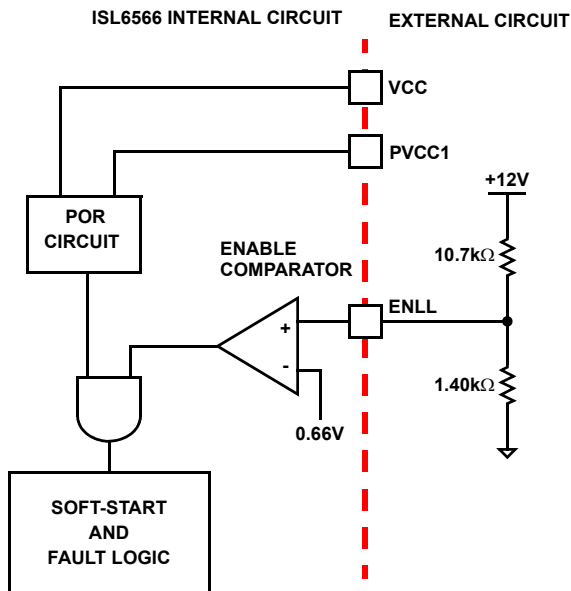 ISL6566 INTERNAL CIRCUIT
EXTERNAL CIRCUIT
VCC
PVCC1
+12V
POR
CIRCUIT
ENABLE
COMPARATOR
10.7kΩ
ENLL
+
-
1.40kΩ
0.66V
SOFT-START
AND
FAULT LOGIC